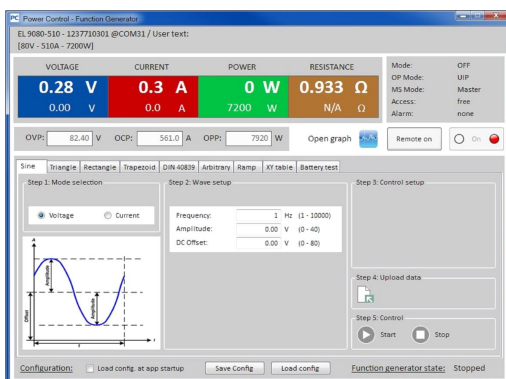 PC Power Control - Function Generator
EL 9080-510 - 1237710301 @COM31 / User text:
[80V - 510A - 7200W]
VOLTAGE CURRENT POWER RESISTANCE
0.28 V 0.3 A 0 W 0.933 Ω
0.00 V 0.0 A 7200 W N/A Ω
Mode: OFF
OP Mode: UIP
MS Mode: Master
Access: free
Alarm: none
OVP: 82.40 V OCP: 561.0 A OPP: 7920 W Open graph Remote on On
Sine Triangle Rectangle Trapezoid DIN 40839 Arbitrary Ramp XY table Battery test
Step 1: Mode selection
Voltage Current
Amplitude
Amplitude
Offset
A
t
Step 2: Wave setup
Frequency: 1 Hz (1 - 10000)
Amplitude: 0.00 V (0 - 40)
DC Offset: 0.00 V (0 - 80)
Step 3: Control setup
Step 4: Upload data
Step 5: Control
Start Stop
Configuration: Load config. at app startup Save Config Load config Function generator state: Stopped